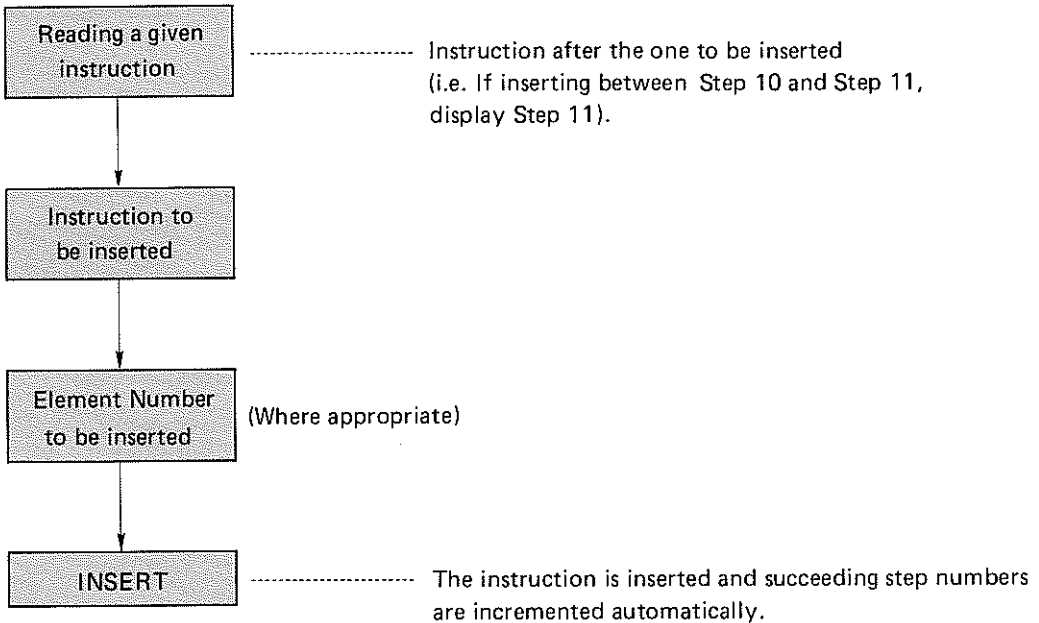 Reading a given
instruction
Instruction after the one to be inserted
(i.e. If inserting between Step 10 and Step 11,
display Step 11).
Instruction to
be inserted
Element Number
to be inserted
(Where appropriate)
INSERT
The instruction is inserted and succeeding step numbers
are incremented automatically.